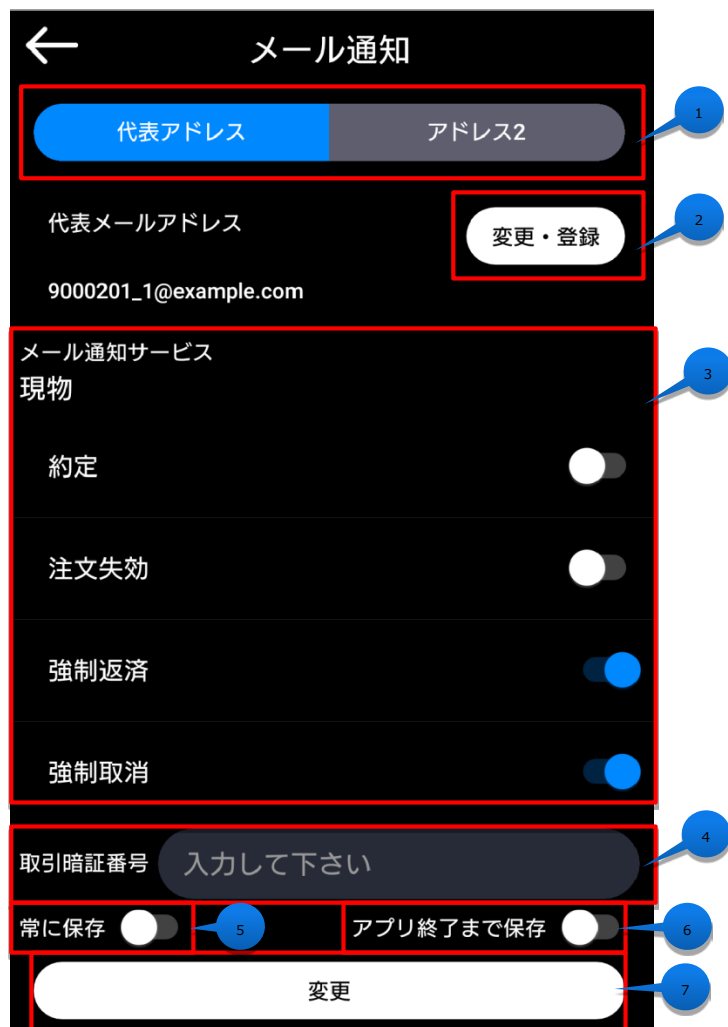 メール通知
代表アドレス アドレス2
1
代表メールアドレス
変更・登録
2
9000201_1@example.com
メール通知サービス
現物
3
約定
注文失効
強制返済
強制取消
取引暗証番号 入力して下さい
4
常に保存
5
アプリ終了まで保存
6
変更
7